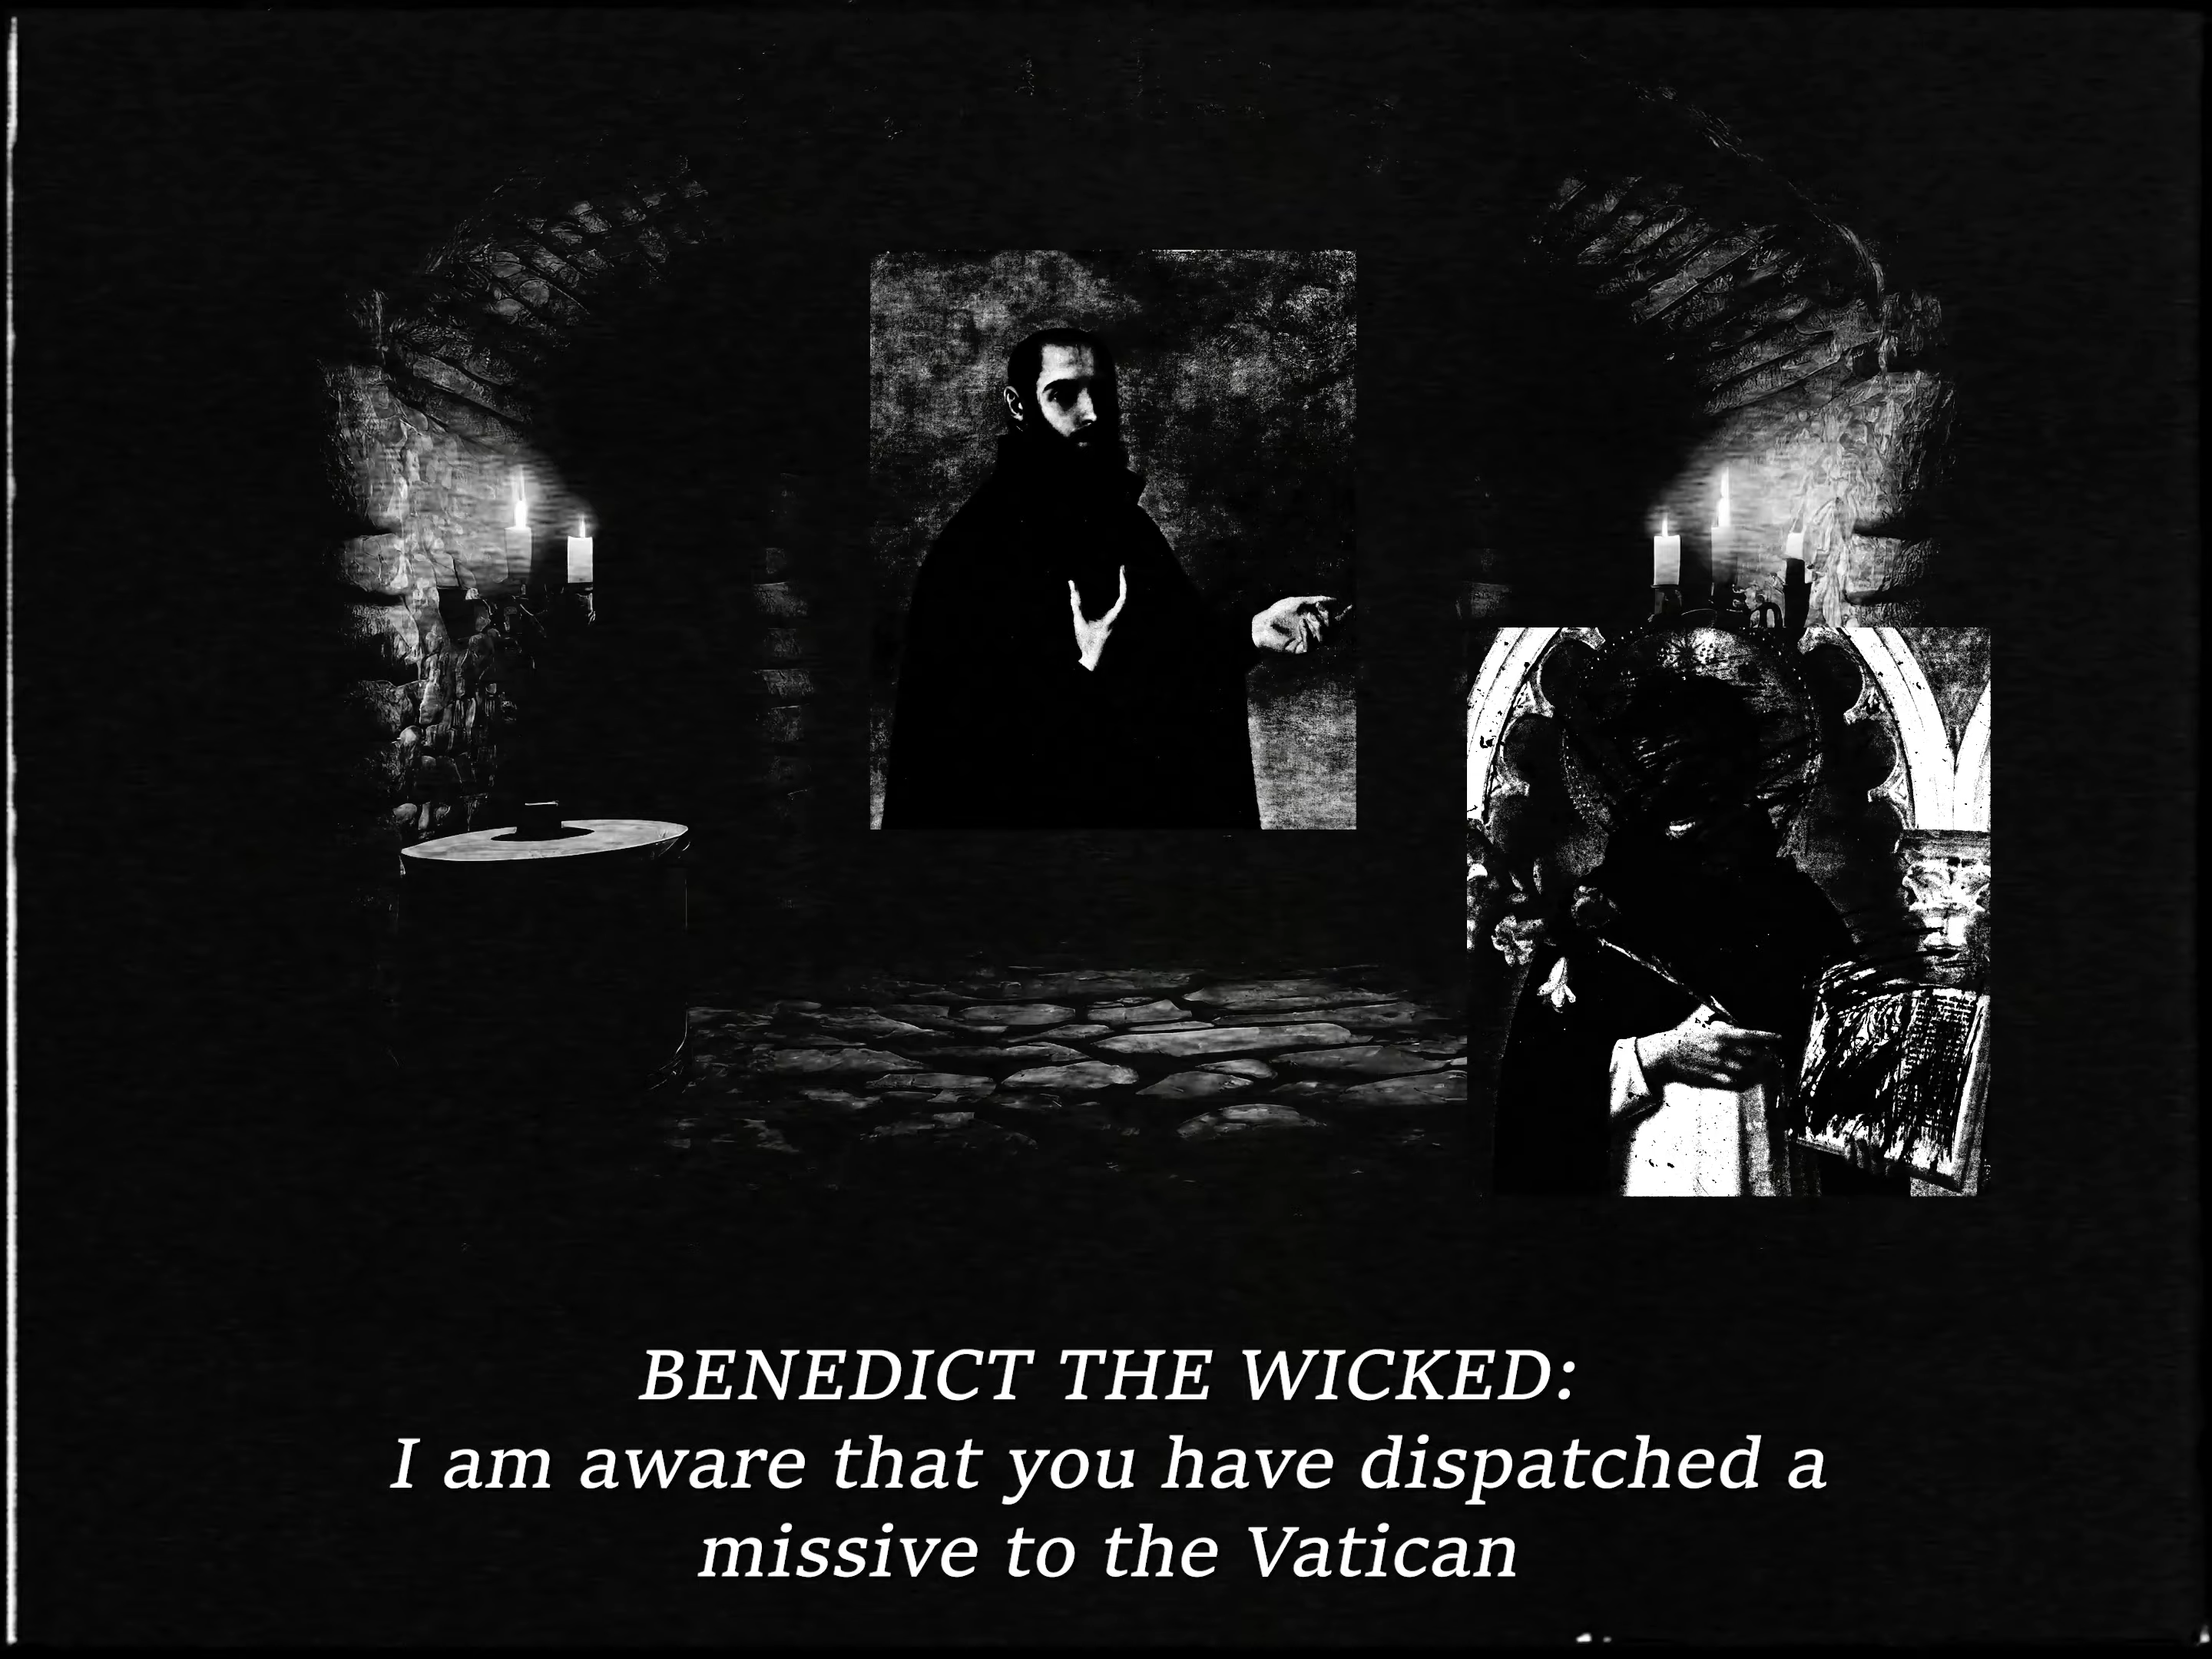 BENEDICT THE WICKED:
I am aware that you have dispatched a
missive to the Vatican